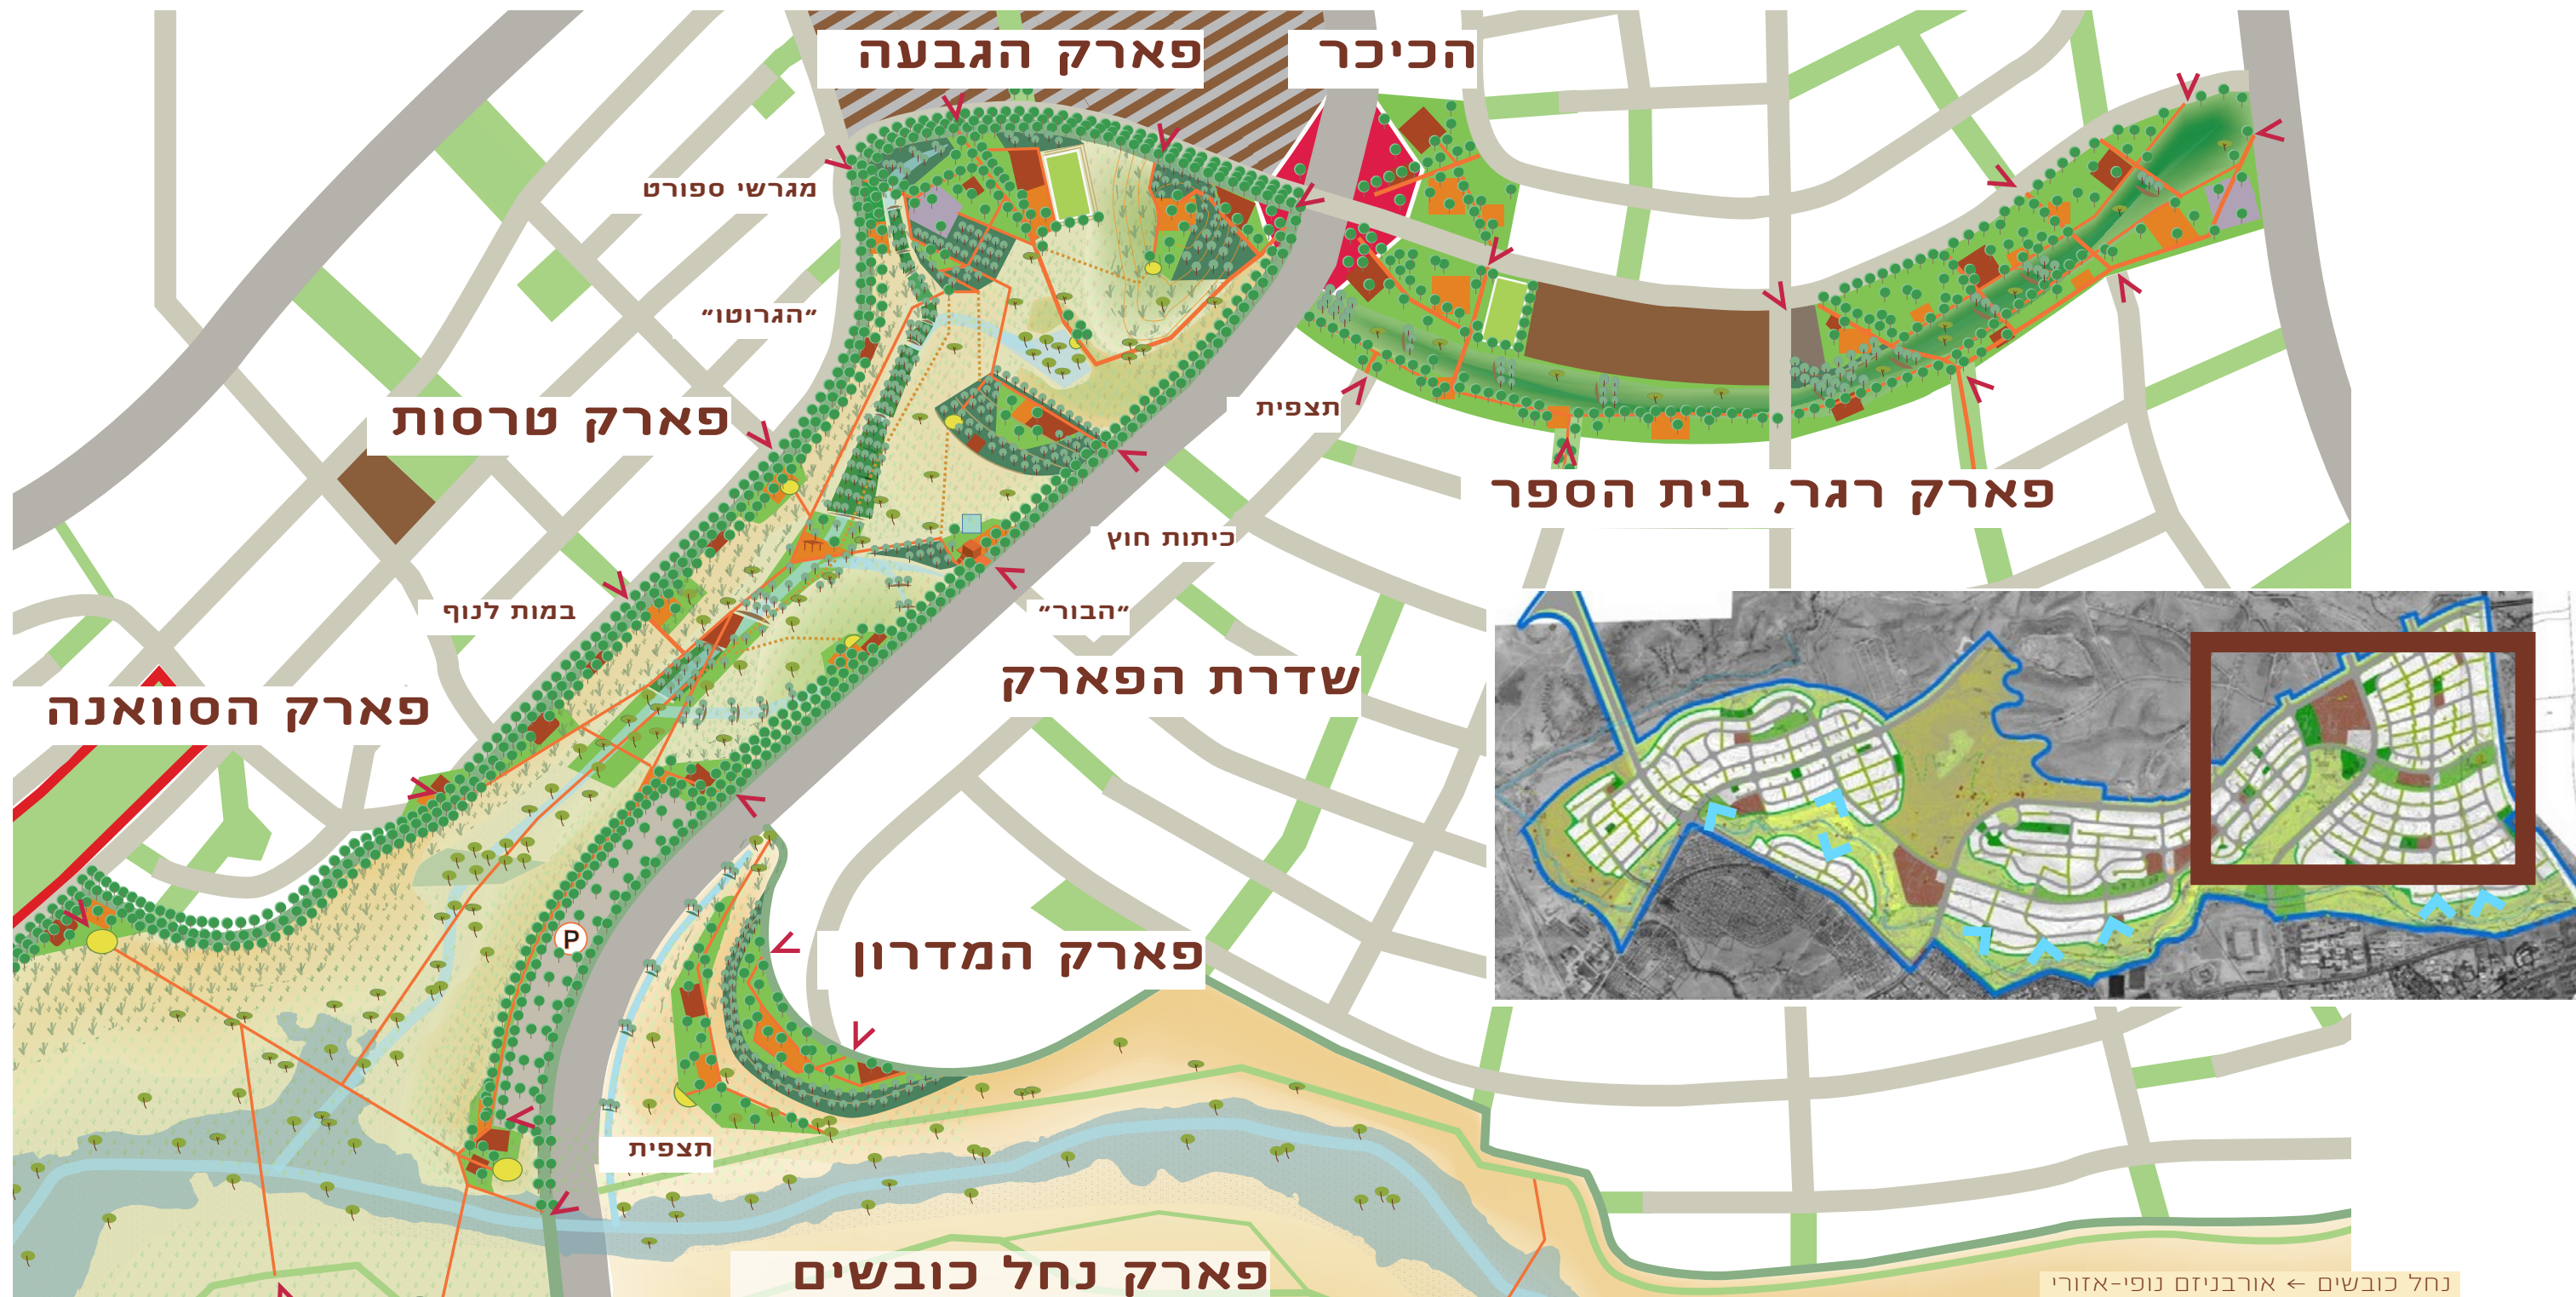 הכיכר
פארק הגבעה
מגרשי ספורט
״הגרוטו״
פארק טרסות
תצפית
פארק רגר, בית הספר
כיתות חוץ
במות לנוף
״הבור״
שדרת הפארק
פארק הסוואנה
P
פארק המדרון
תצפית
פארק נחל כובשים
נחל כובשים ← אורבניזם נופי-אזורי